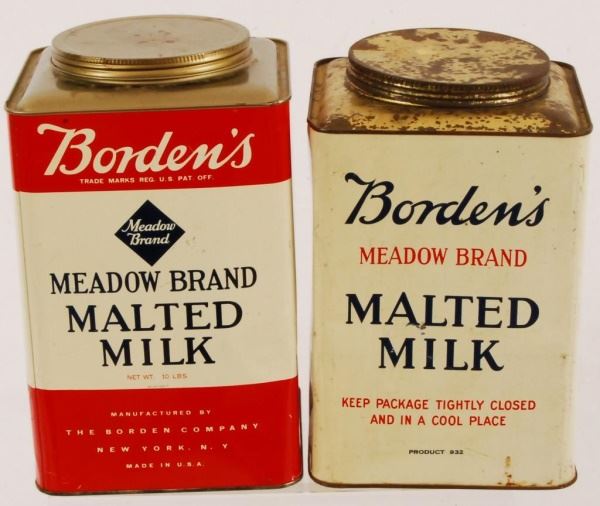 Borden's
TRADE MARKS REG. U.S. PAT. OFF.
Meadow
Brand
MEADOW BRAND
MALTED
MILK
NET WT. 10 LBS.
MANUFACTURED BY
THE BORDEN COMPANY
NEW YORK, N. Y
MADE IN U.S.A.
Borden's
MEADOW BRAND
MALTED
MILK
KEEP PACKAGE TIGHTLY CLOSED
AND IN A COOL PLACE
PRODUCT 932